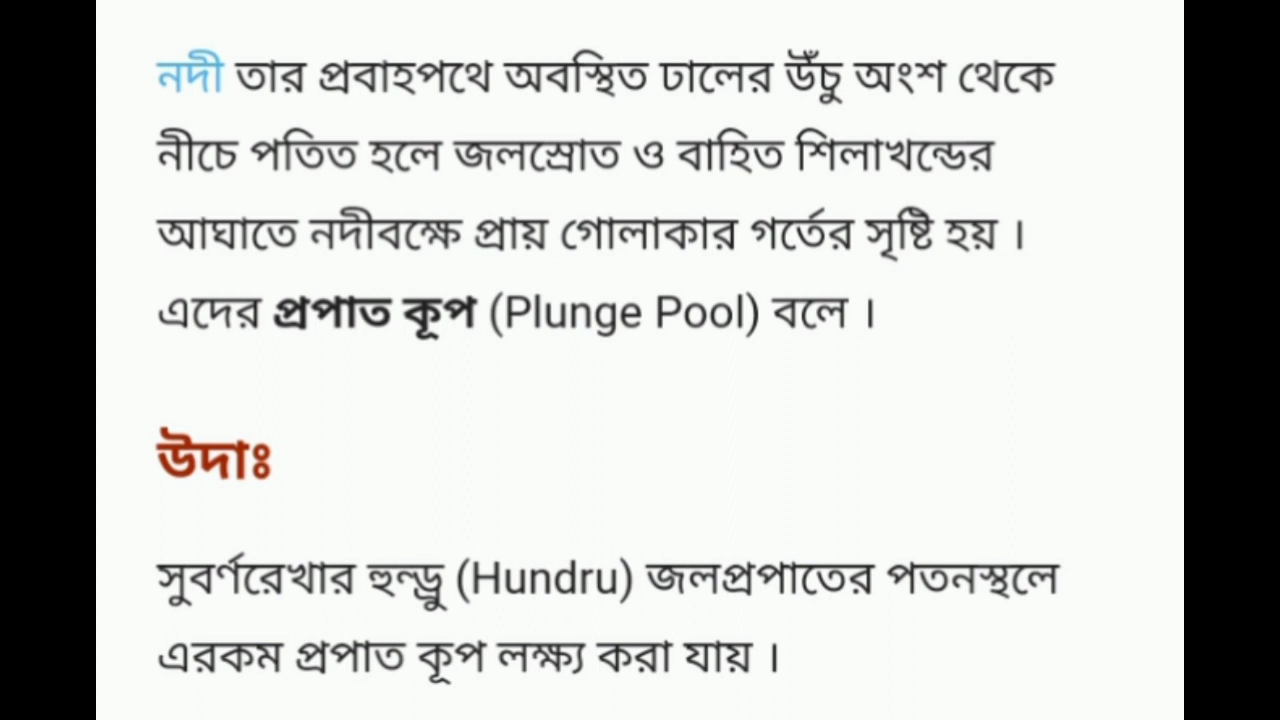 নদী তার প্রবাহপথে অবস্থিত ঢালের উঁচু অংশ থেকে
নীচে পতিত হলে জলস্রোত ও বাহিত শিলাখন্ডের
আঘাতে নদীবক্ষে প্রায় গোলাকার গর্তের সৃষ্টি হয় ।
এদের প্রপাত কূপ (Plunge Pool) বলে ।
উদাঃ
সুবর্ণরেখার হুন্ড্রু (Hundru) জলপ্রপাতের পতনস্থলে
এরকম প্রপাত কূপ লক্ষ্য করা যায় ।